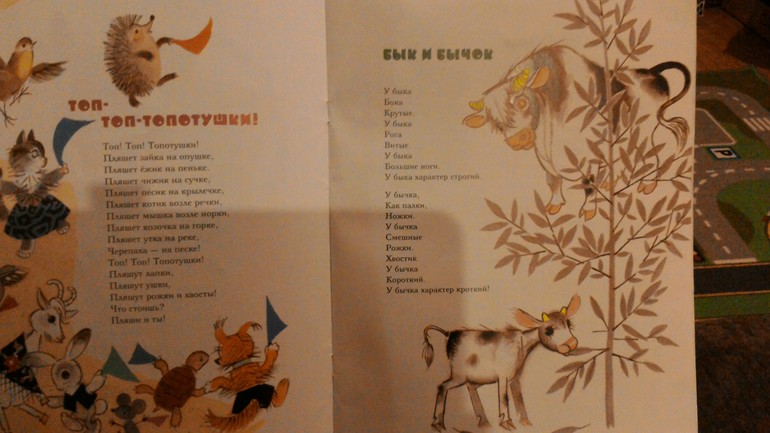 ТОП-
ТОП-ТОПОТУШКИ!
Топ! Топ! Топотушки!
Пляшет зайка на опушке,
Пляшет ёжик на пеньке.
Пляшет чижик на сучке,
Пляшет пёсик на крылечке,
Пляшет котик возле речки,
Пляшет мышка возле норки,
Пляшет козочка на горке,
Пляшет утка на реке,
Черепаха — на песке!
Топ! Топ! Топотушки!
Пляшут лапки,
Пляшут ушки,
Пляшут рожки и хвосты!
Что стоишь?
Пляши и ты!
БЫК И БЫЧОК
У быка
Бока
Крутые.
У быка
Рога
Витые.
У быка
Большие ноги.
У быка характер строгий.
У бычка,
Как палки,
Ножки.
У бычка
Смешные
Рожки.
Хвостик
У бычка
Короткий.
У бычка характер кроткий!